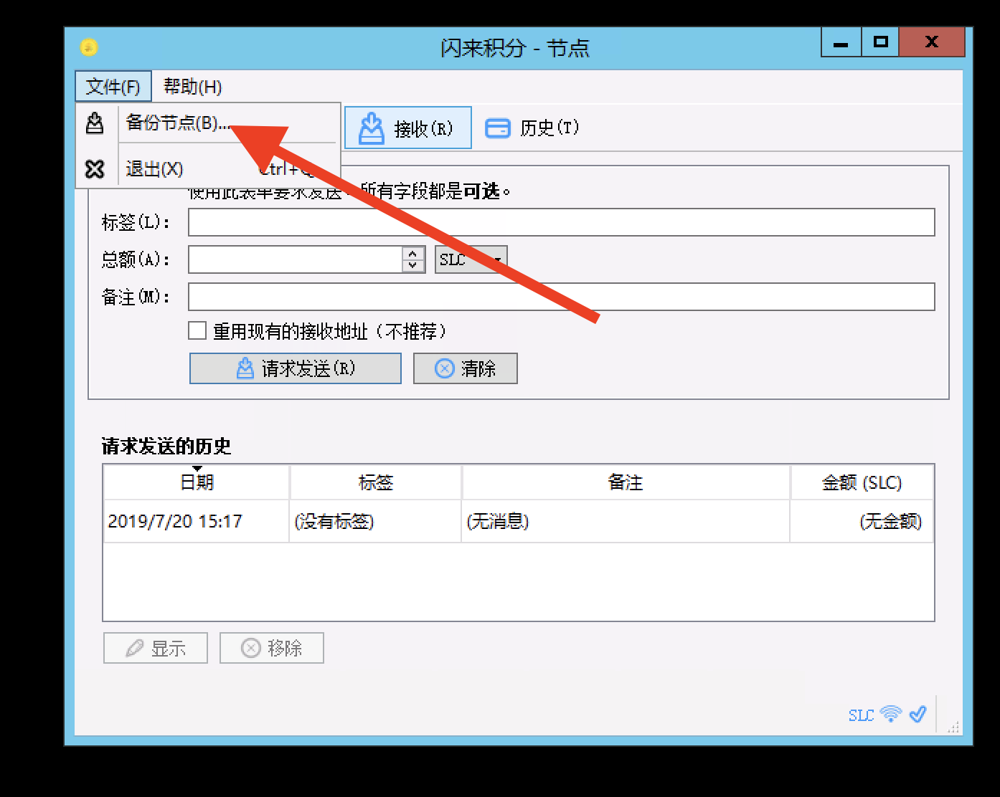 闪来积分 - 节点
文件(F) 帮助(H)
备份节点(B)...
接收(R) 历史(T)
退出(X) Ctrl+Q
使用此表单要求发送 所有字段都是可选。
标签(L):
总额(A): SLC
备注(M):
重用现有的接收地址（不推荐）
请求发送(R) 清除
请求发送的历史
日期 标签 备注 金额 (SLC)
2019/7/20 15:17 (没有标签) (无消息) (无金额)
显示 移除
SLC